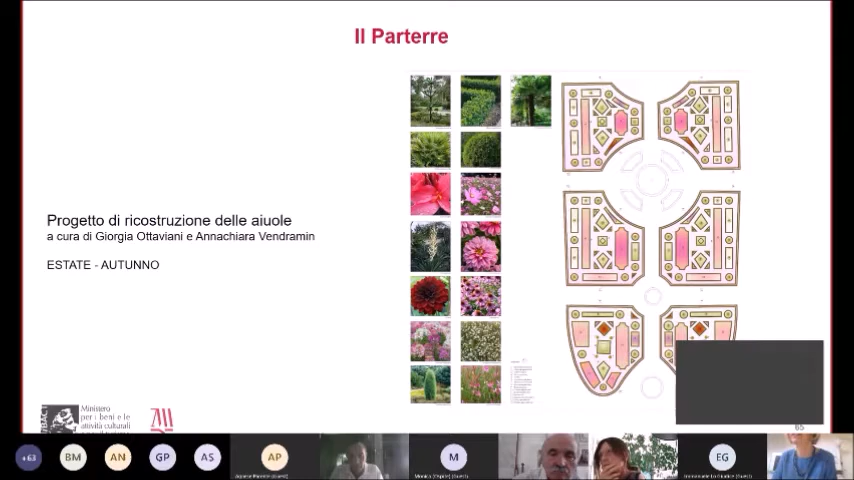 Il Parterre
Progetto di ricostruzione delle aiuole
a cura di Giorgia Ottaviani e Annachiara Vendramin
ESTATE - AUTUNNO
Ministero
per i beni e le
attività culturali
65
+63
BM
AN
GP
AS
AP
M
EG